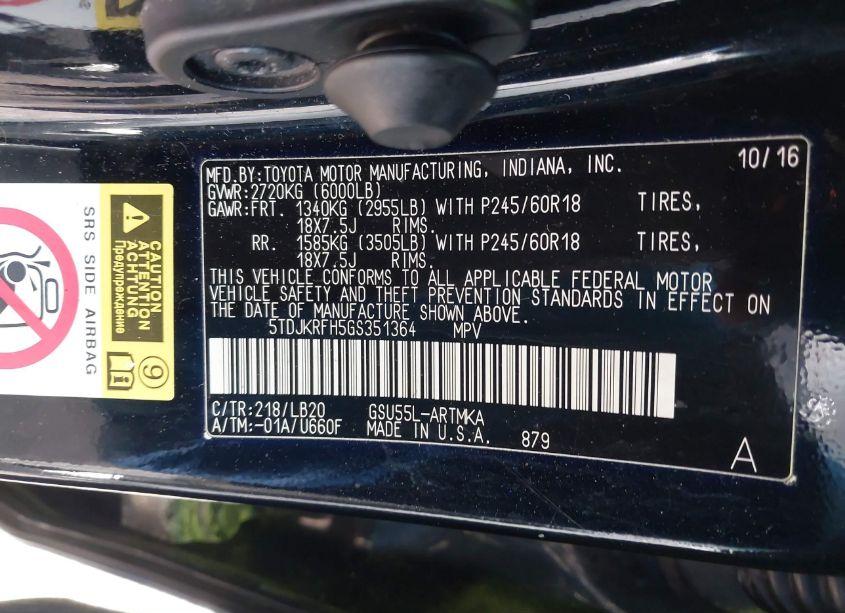 MFD.BY:TOYOTA MOTOR MANUFACTURING, INDIANA, INC. 10/16
GVWR:2720KG (6000LB)
GAWR:FRT. 1340KG (2955LB) WITH P245/60R18 TIRES,
18X7.5J RIMS.
RR. 1585KG (3505LB) WITH P245/60R18 TIRES,
18X7.5J RIMS.
THIS VEHICLE CONFORMS TO ALL APPLICABLE FEDERAL MOTOR
VEHICLE SAFETY AND THEFT PREVENTION STANDARDS IN EFFECT ON
THE DATE OF MANUFACTURE SHOWN ABOVE.
5TDJKRFH5GS351364 MPV
C/TR:218/LB20 GSU55L-ARTMKA
A/TM:-01A/U660F MADE IN U.S.A. 879
A
SRS SIDE AIRBAG
CAUTION
ATTENTION
ACHTUNG
Предупреждение
i
9